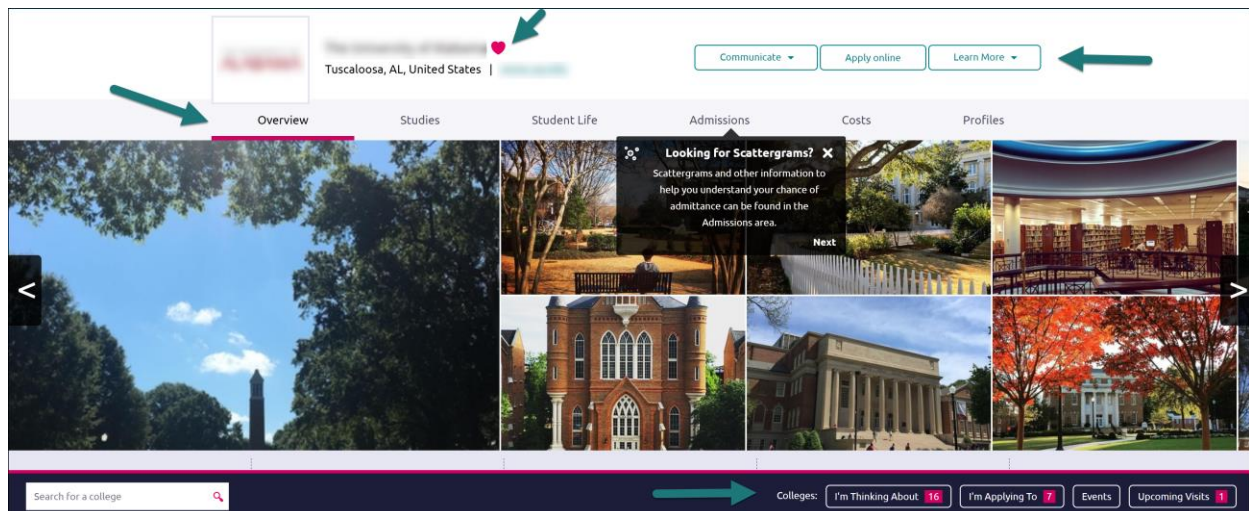 Tuscaloosa, AL, United States |
Communicate
Apply online
Learn More
Overview
Studies
Student Life
Admissions
Costs
Profiles
Looking for Scattergrams? X
Scattergrams and other information to
help you understand your chance of
admittance can be found in the
Admissions area.
Next
<
>
Search for a college
Colleges:
I'm Thinking About 16
I'm Applying To 7
Events
Upcoming Visits 1